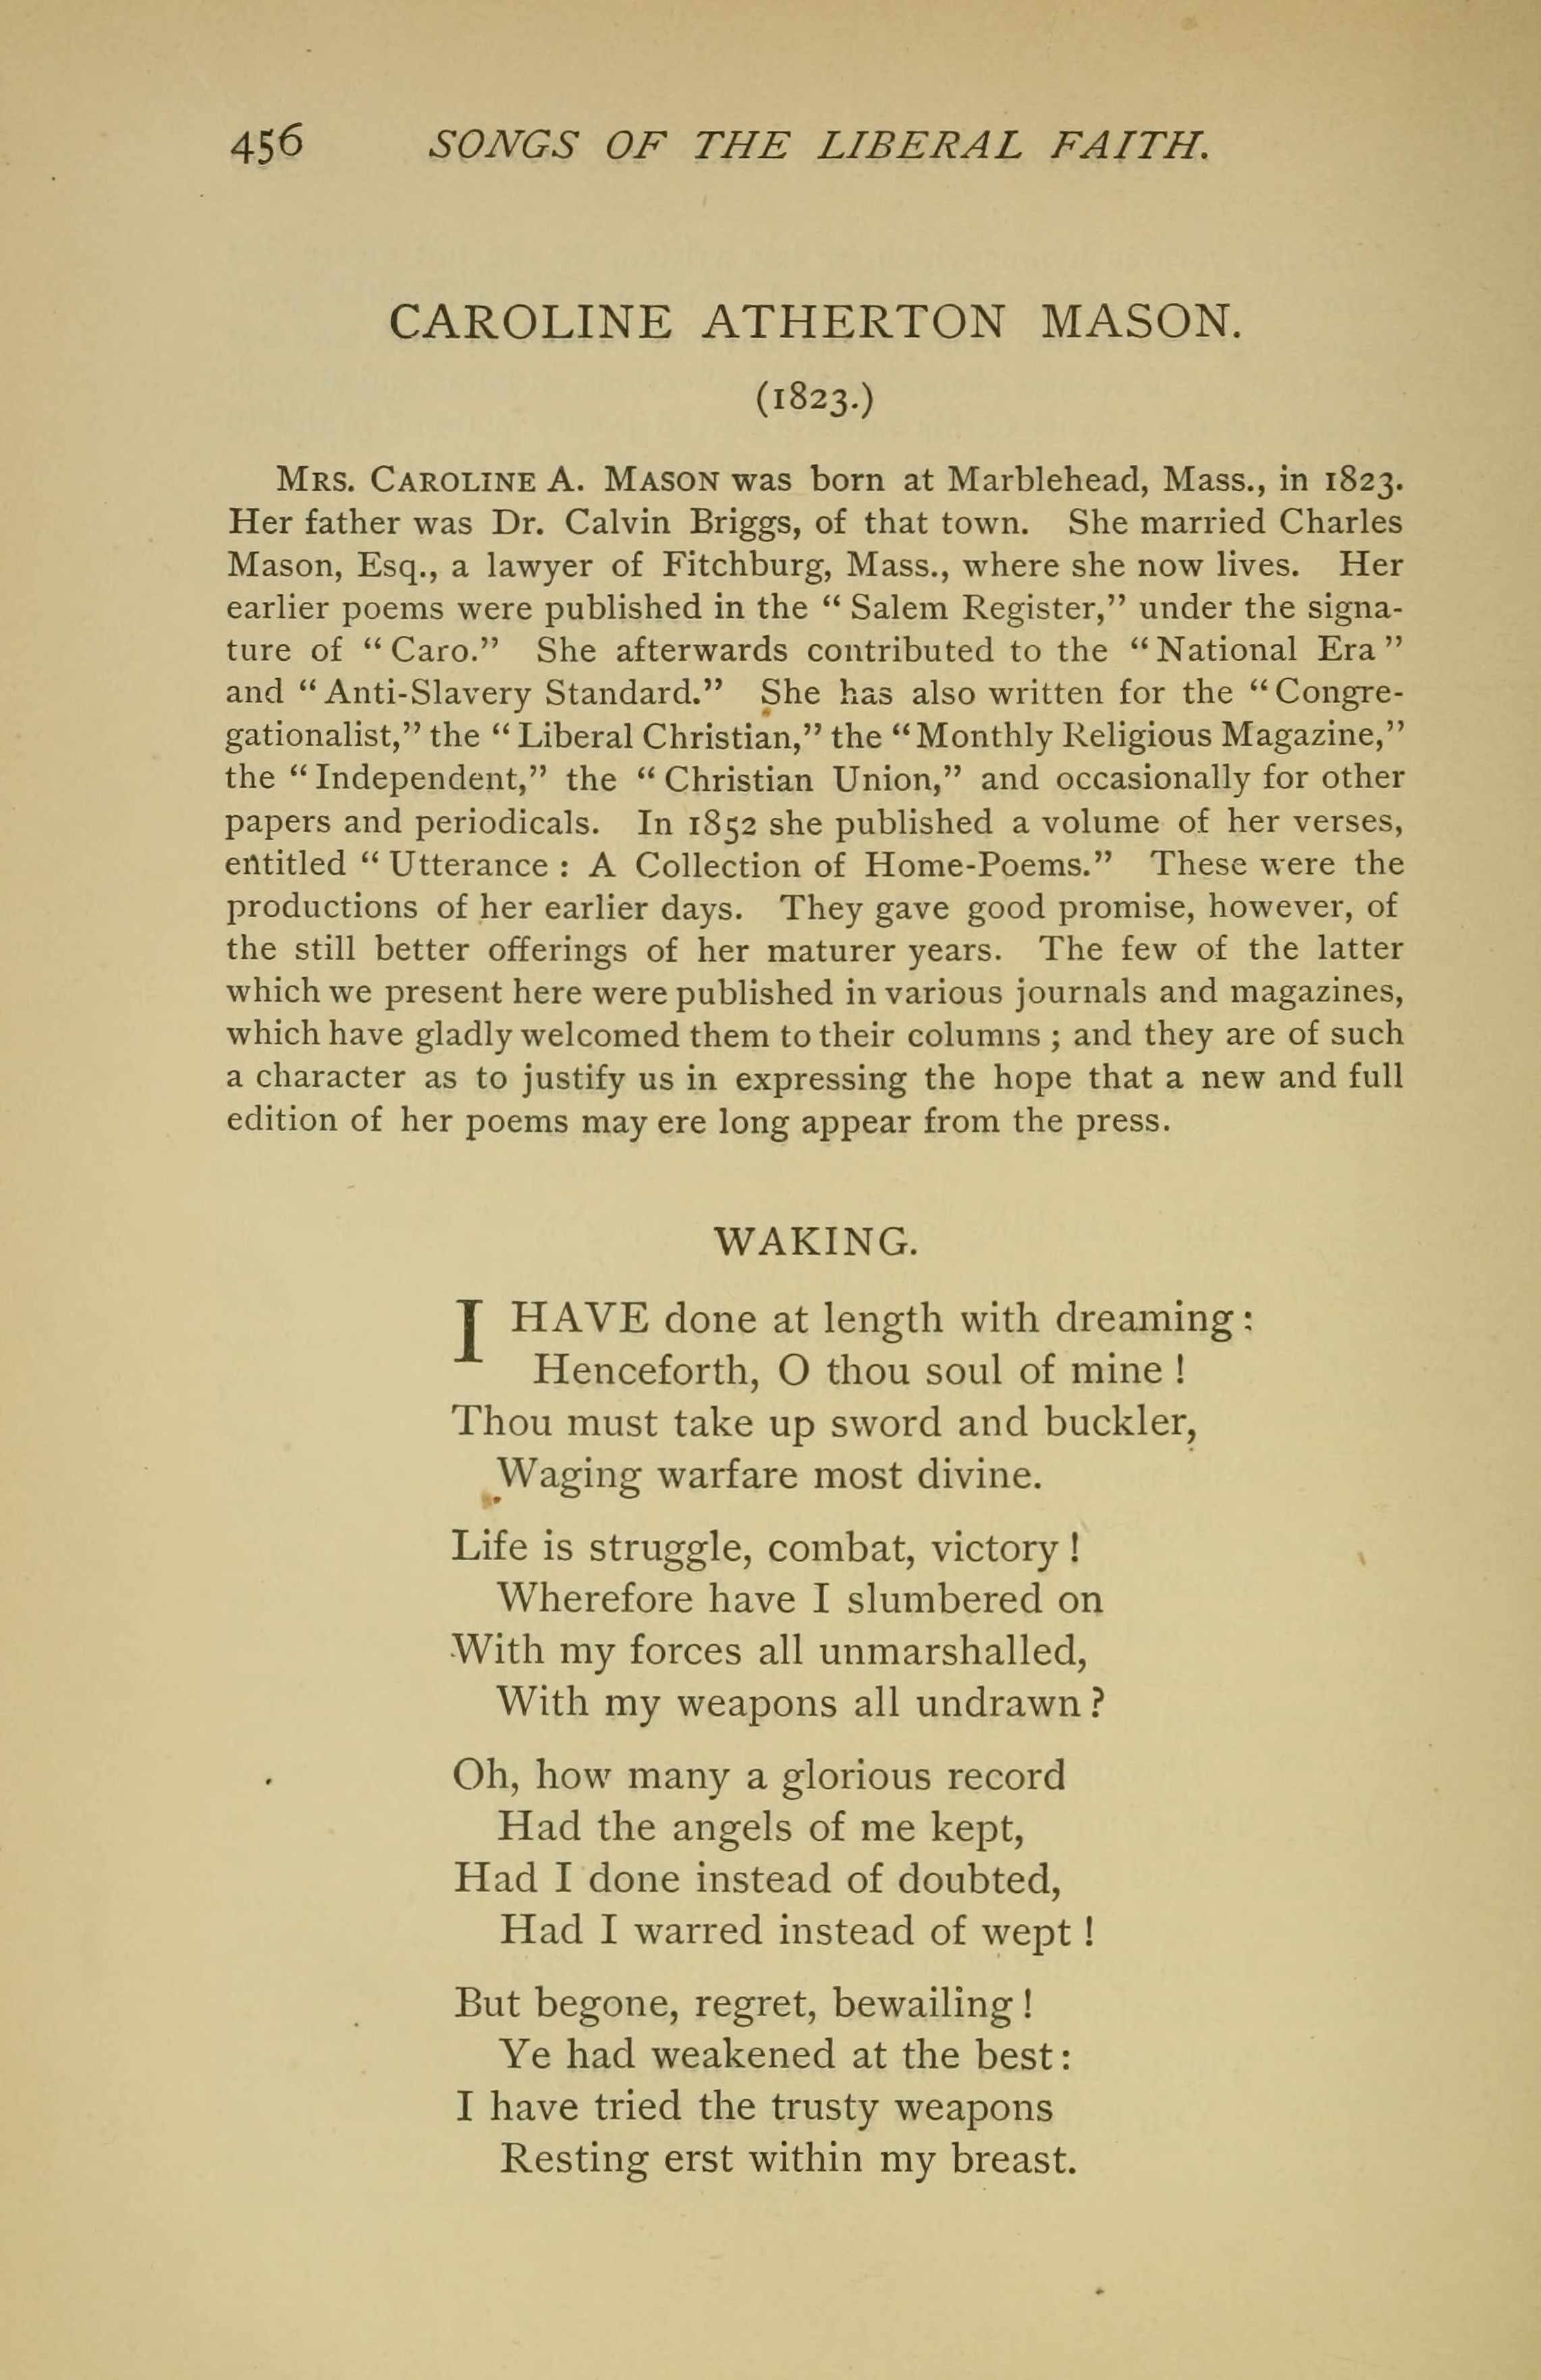 456 SONGS OF THE LIBERAL FAITH.
CAROLINE ATHERTON MASON.
(1823.)
MRS. CAROLINE A. MASON was born at Marblehead, Mass., in 1823.
Her father was Dr. Calvin Briggs, of that town. She married Charles
Mason, Esq., a lawyer of Fitchburg, Mass., where she now lives. Her
earlier poems were published in the “Salem Register,” under the signa-
ture of “Caro.” She afterwards contributed to the “National Era”
and “Anti-Slavery Standard.” She has also written for the “Congre-
gationalist,” the “Liberal Christian,” the “Monthly Religious Magazine,”
the “Independent,” the “Christian Union,” and occasionally for other
papers and periodicals. In 1852 she published a volume of her verses,
entitled “Utterance : A Collection of Home-Poems.” These were the
productions of her earlier days. They gave good promise, however, of
the still better offerings of her maturer years. The few of the latter
which we present here were published in various journals and magazines,
which have gladly welcomed them to their columns ; and they are of such
a character as to justify us in expressing the hope that a new and full
edition of her poems may ere long appear from the press.
WAKING.
I HAVE done at length with dreaming :
Henceforth, O thou soul of mine !
Thou must take up sword and buckler,
Waging warfare most divine.
Life is struggle, combat, victory !
Wherefore have I slumbered on
With my forces all unmarshalled,
With my weapons all undrawn ?
Oh, how many a glorious record
Had the angels of me kept,
Had I done instead of doubted,
Had I warred instead of wept !
But begone, regret, bewailing !
Ye had weakened at the best :
I have tried the trusty weapons
Resting erst within my breast.